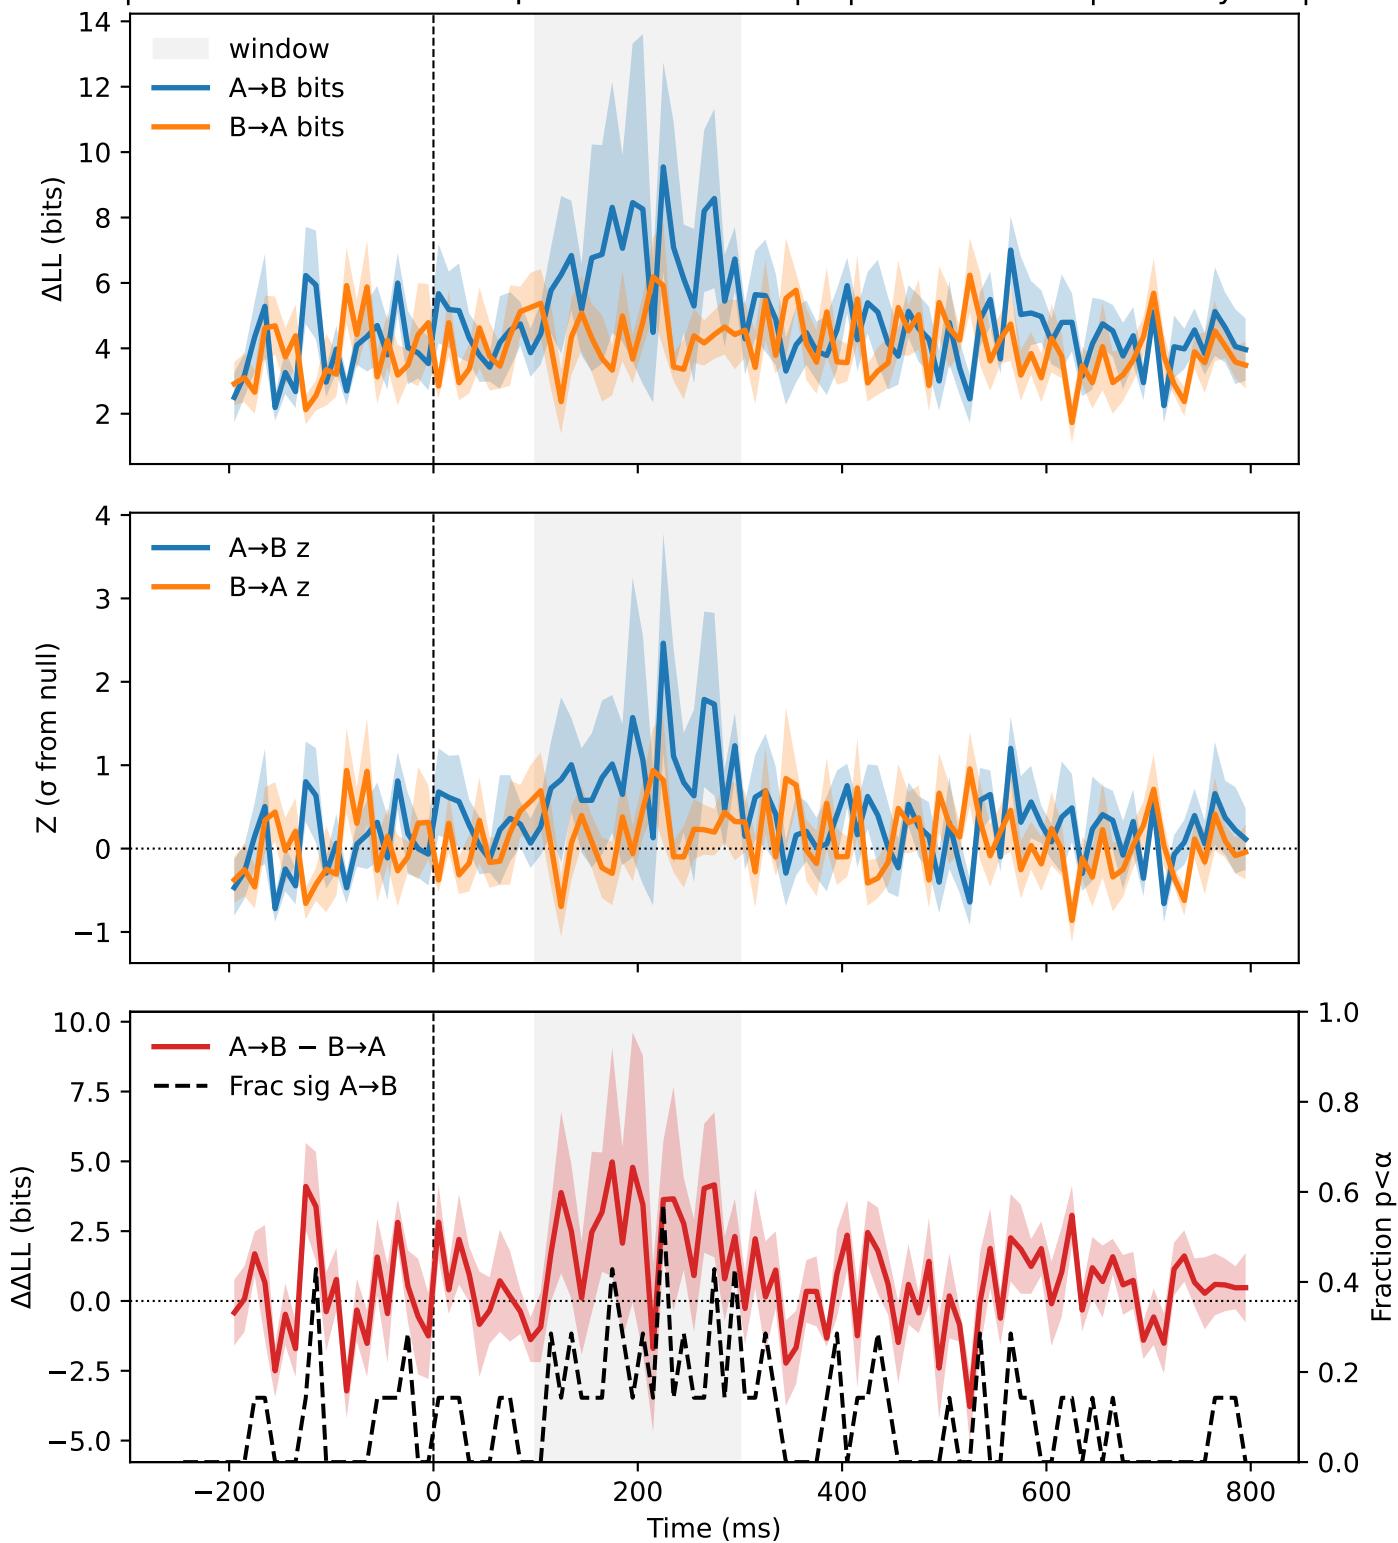 14
12
10
8
6
4
2
ΔLL (bits)
window
A→B bits
B→A bits
4
3
2
1
0
−1
Z (σ from null)
A→B z
B→A z
10.0
7.5
5.0
2.5
0.0
−2.5
−5.0
ΔΔLL (bits)
A→B − B→A
Frac sig A→B
1.0
0.8
0.6
0.4
0.2
0.0
Fraction p<α
−200 0 200 400 600 800
Time (ms)